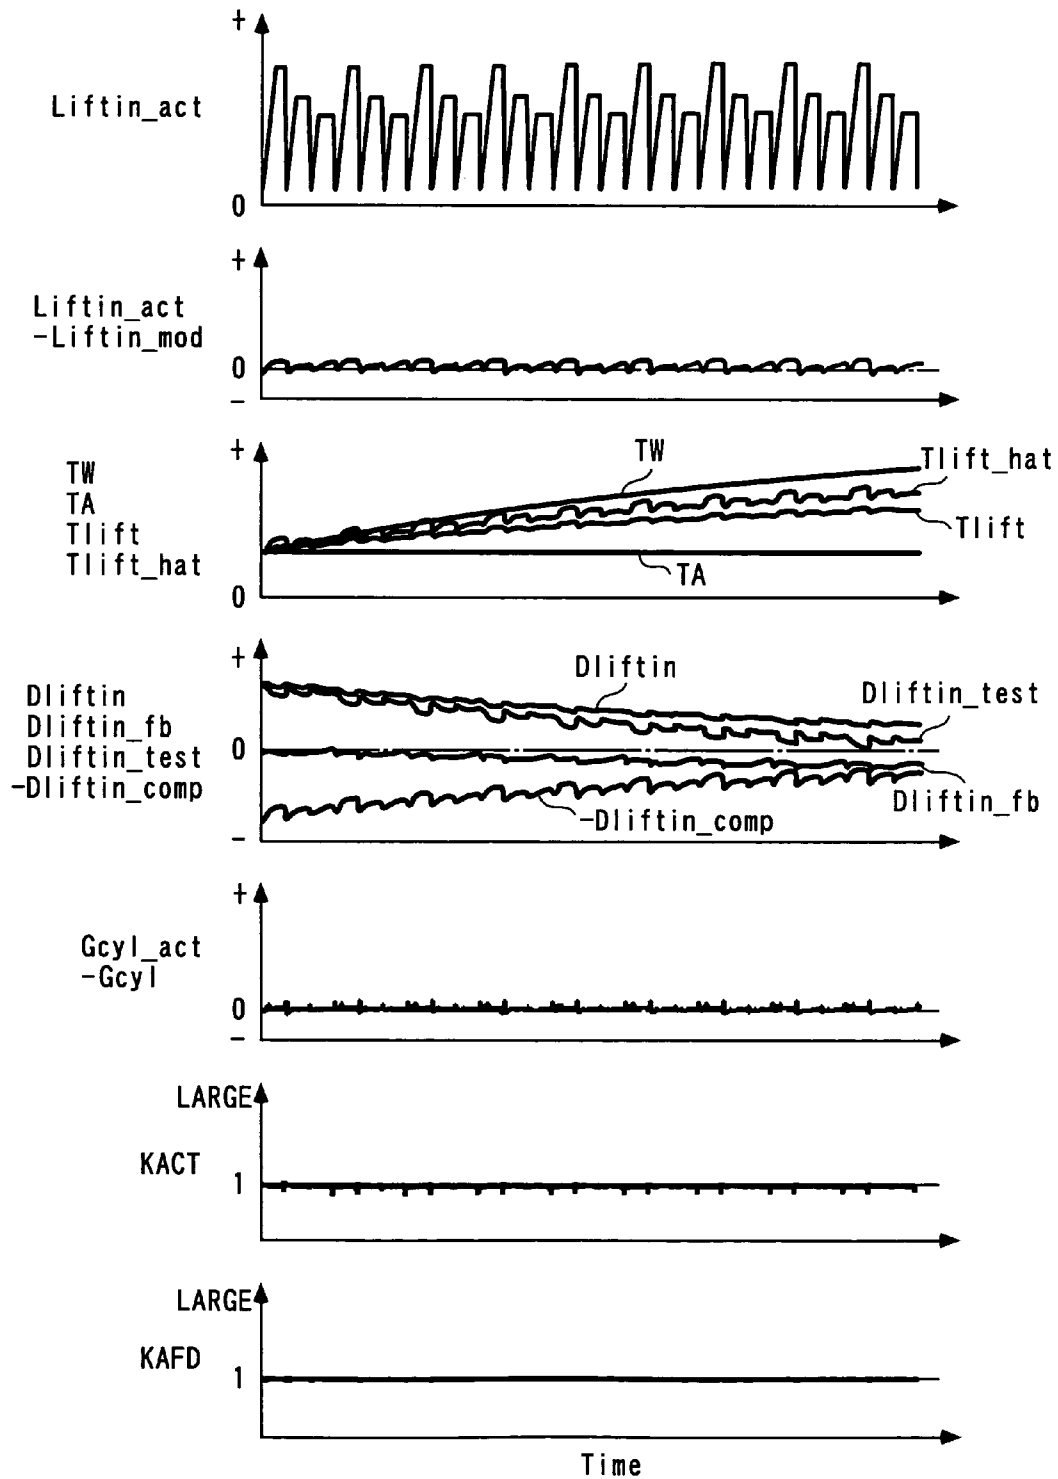 +
Liftin_act
0
+
Liftin_act
-Liftin_mod
0
-
+
TW
TW
TA
Tlift
Tlift_hat
Tlift_hat
Tlift
TA
0
+
Dliftin
Dliftin
Dliftin_fb
Dliftin_test
-Dliftin_comp
Dliftin_test
0
Dliftin_fb
-Dliftin_comp
-
+
Gcyl_act
-Gcyl
0
-
LARGE
KACT
1
LARGE
KAFD
1
Time